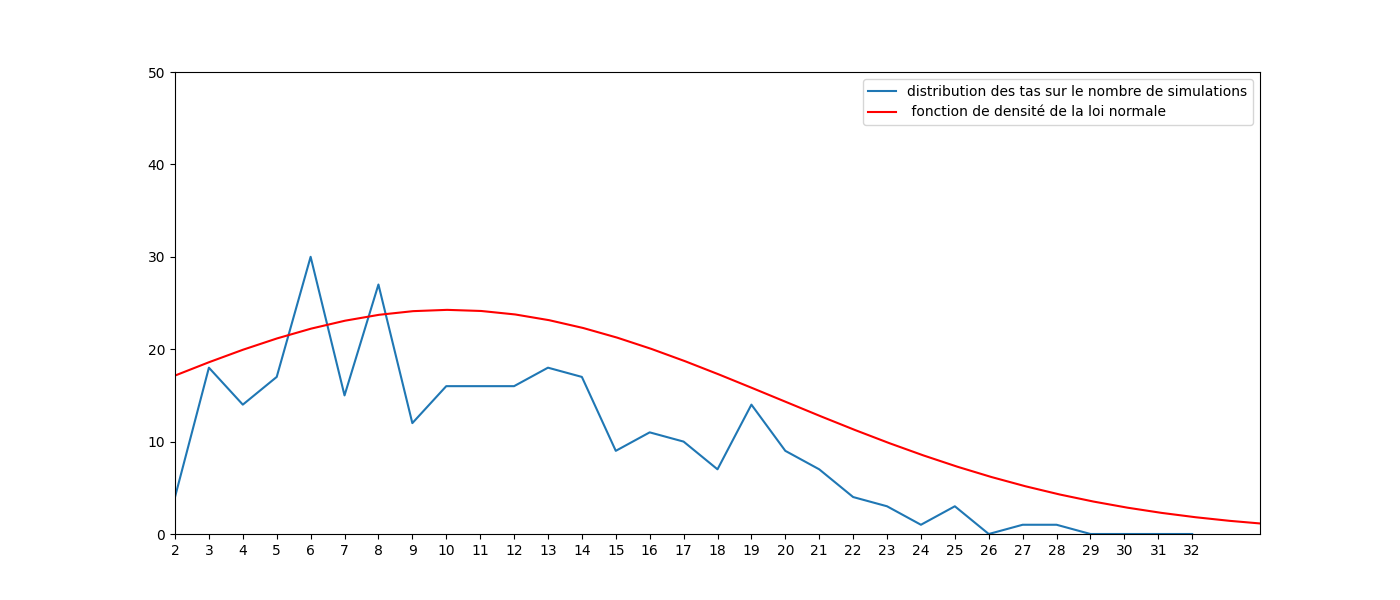 50
40
30
20
10
0
distribution des tas sur le nombre de simulations
fonction de densité de la loi normale
2 3 4 5 6 7 8 9 10 11 12 13 14 15 16 17 18 19 20 21 22 23 24 25 26 27 28 29 30 31 32